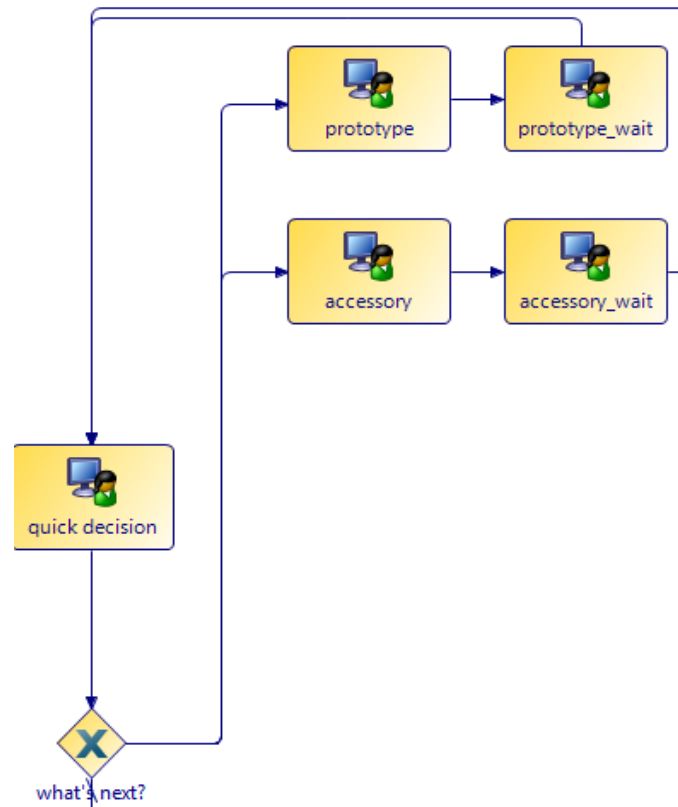 prototype
prototype_wait
accessory
accessory_wait
quick decision
what's next?